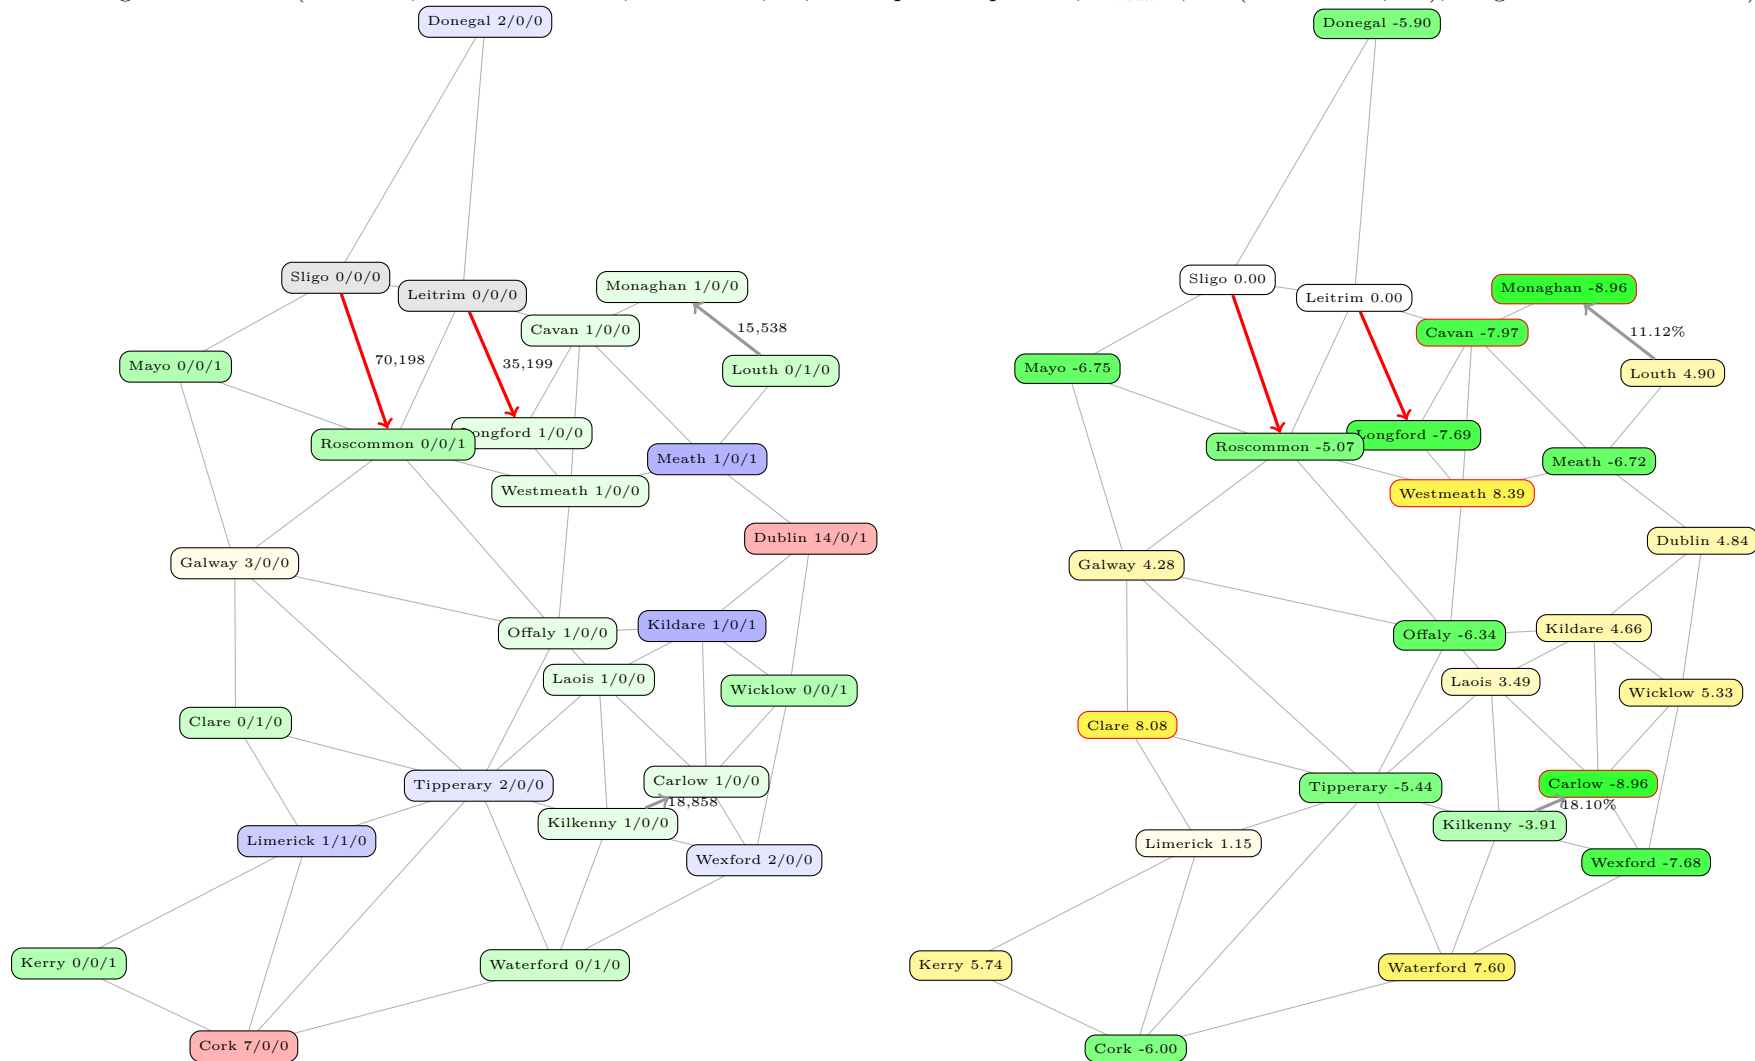 Donegal 2/0/0
Sligo 0/0/0
Leitrim 0/0/0
Monaghan 1/0/0
Cavan 1/0/0
15,538
70,198
35,199
Mayo 0/0/1
Louth 0/1/0
Longford 1/0/0
Roscommon 0/0/1
Meath 1/0/1
Westmeath 1/0/0
Dublin 14/0/1
Galway 3/0/0
Offaly 1/0/0
Kildare 1/0/1
Laois 1/0/0
Wicklow 0/0/1
Clare 0/1/0
Tipperary 2/0/0
Carlow 1/0/0
18,858
Kilkenny 1/0/0
Limerick 1/1/0
Wexford 2/0/0
Kerry 0/0/1
Waterford 0/1/0
Cork 7/0/0
Donegal -5.90
Sligo 0.00
Leitrim 0.00
Monaghan -8.96
Cavan -7.97
11.12%
Mayo -6.75
Louth 4.90
Longford -7.69
Roscommon -5.07
Meath -6.72
Westmeath 8.39
Dublin 4.84
Galway 4.28
Offaly -6.34
Kildare 4.66
Laois 3.49
Wicklow 5.33
Clare 8.08
Tipperary -5.44
Carlow -8.96
18.10%
Kilkenny -3.91
Limerick 1.15
Wexford -7.68
Kerry 5.74
Waterford 7.60
Cork -6.00